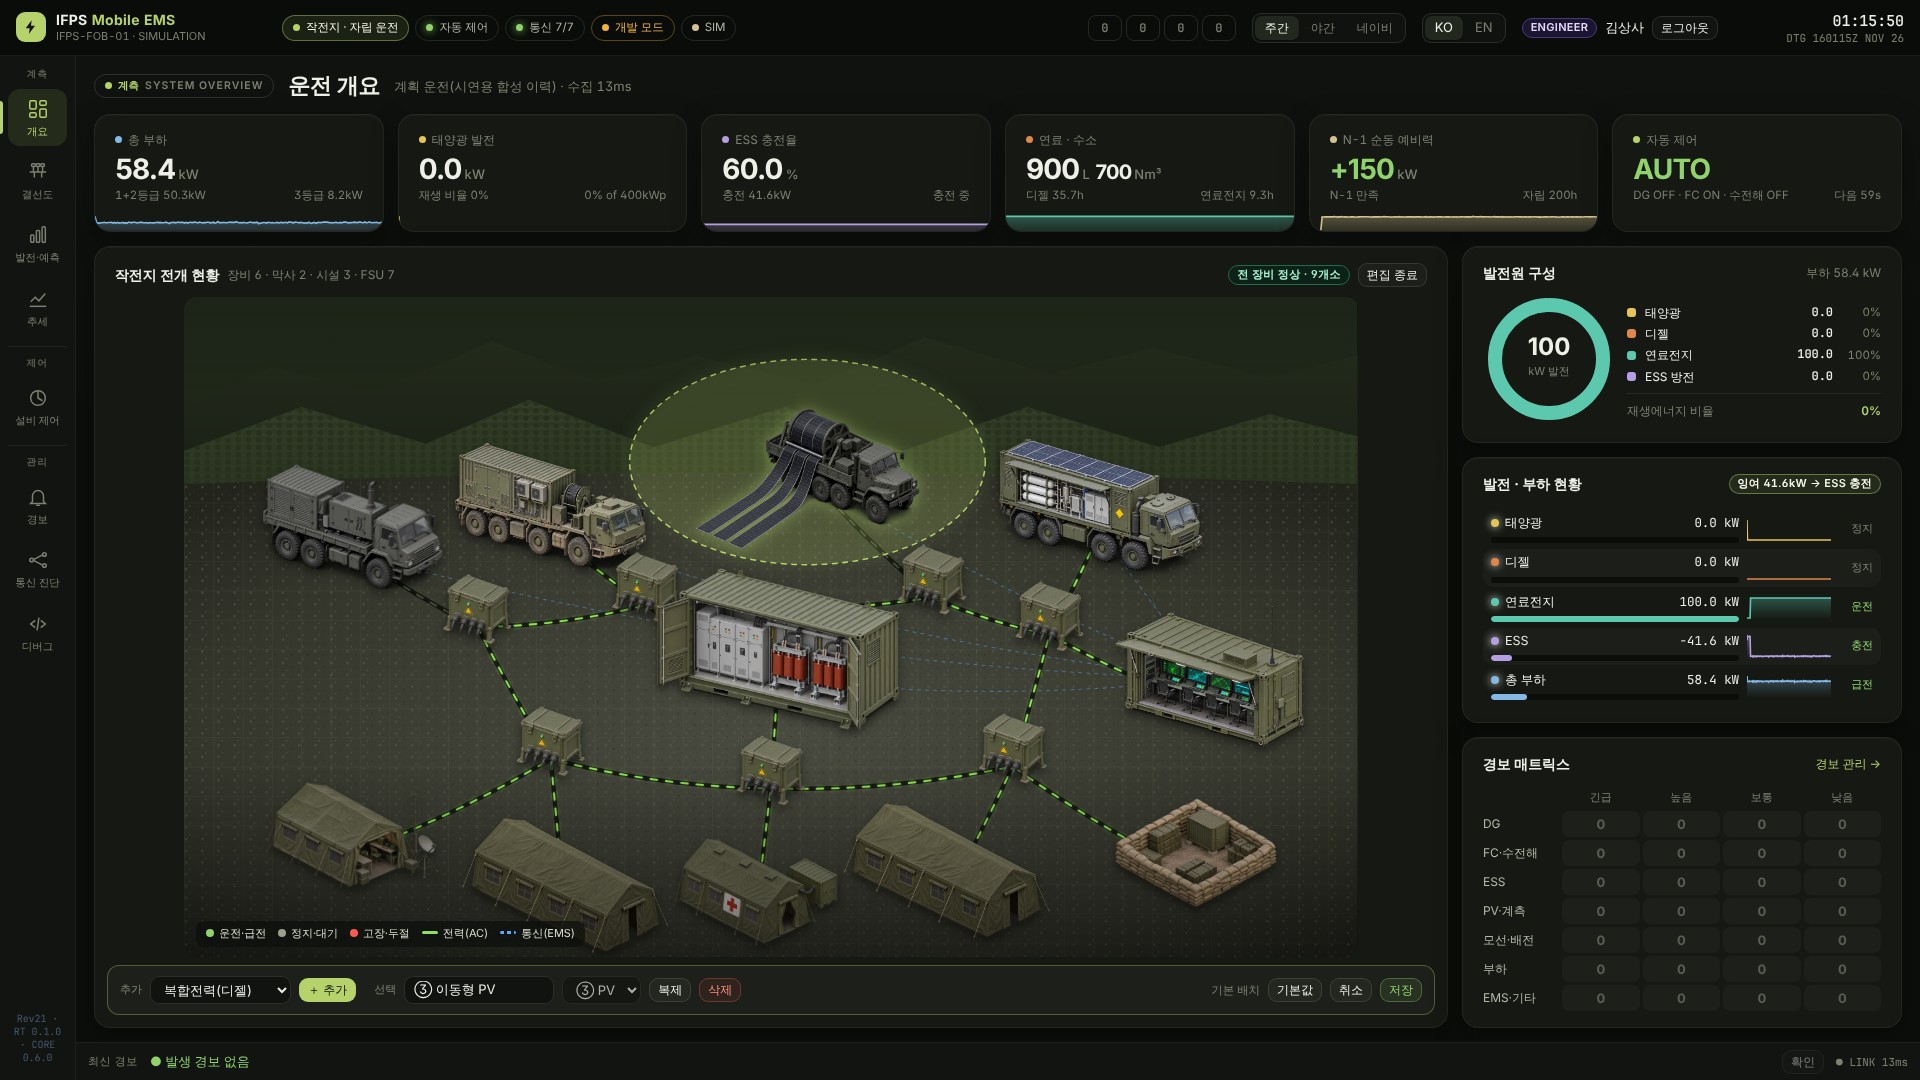 IFPS Mobile EMS
IFPS-FOB-01 · SIMULATION
작전지 · 자립 운전
자동 제어
통신 7/7
개발 모드
SIM
0 0 0 0
주간 야간 네이비
KO EN
ENGINEER 김상사 로그아웃
01:15:50
DTG 160115Z NOV 26
계측
개요
결선도
발전·예측
추세
제어
설비 제어
관리
경보
통신 진단
디버그
Rev21 ·
RT 0.1.0
· CORE
0.6.0
계측 SYSTEM OVERVIEW
운전 개요
계획 운전(시연용 합성 이력) · 수집 13ms
총 부하
58.4 kW
1+2등급 50.3kW 3등급 8.2kW
태양광 발전
0.0 kW
재생 비율 0% 0% of 400kWp
ESS 충전율
60.0 %
충전 41.6kW 충전 중
연료 · 수소
900 L 700 Nm³
디젤 35.7h 연료전지 9.3h
N-1 순동 예비력
+150 kW
N-1 만족 자립 200h
자동 제어
AUTO
DG OFF · FC ON · 수전해 OFF 다음 59s
작전지 전개 현황 장비 6 · 막사 2 · 시설 3 · FSU 7
전 장비 정상 · 9개소 편집 종료
운전·급전 정지·대기 고장·두절 전력(AC) 통신(EMS)
추가 복합전력(디젤) + 추가 선택 ③ 이동형 PV ③ PV 복제 삭제
기본 배치 기본값 취소 저장
발전원 구성 부하 58.4 kW
100
kW 발전
태양광 0.0 0%
디젤 0.0 0%
연료전지 100.0 100%
ESS 방전 0.0 0%
재생에너지 비율 0%
발전 · 부하 현황 잉여 41.6kW → ESS 충전
태양광 0.0 kW 정지
디젤 0.0 kW 정지
연료전지 100.0 kW 운전
ESS -41.6 kW 충전
총 부하 58.4 kW 급전
경보 매트릭스 경보 관리 →
긴급 높음 보통 낮음
DG 0 0 0 0
FC·수전해 0 0 0 0
ESS 0 0 0 0
PV·계측 0 0 0 0
모선·배전 0 0 0 0
부하 0 0 0 0
EMS·기타 0 0 0 0
최신 경보 발생 경보 없음
확인 LINK 13ms